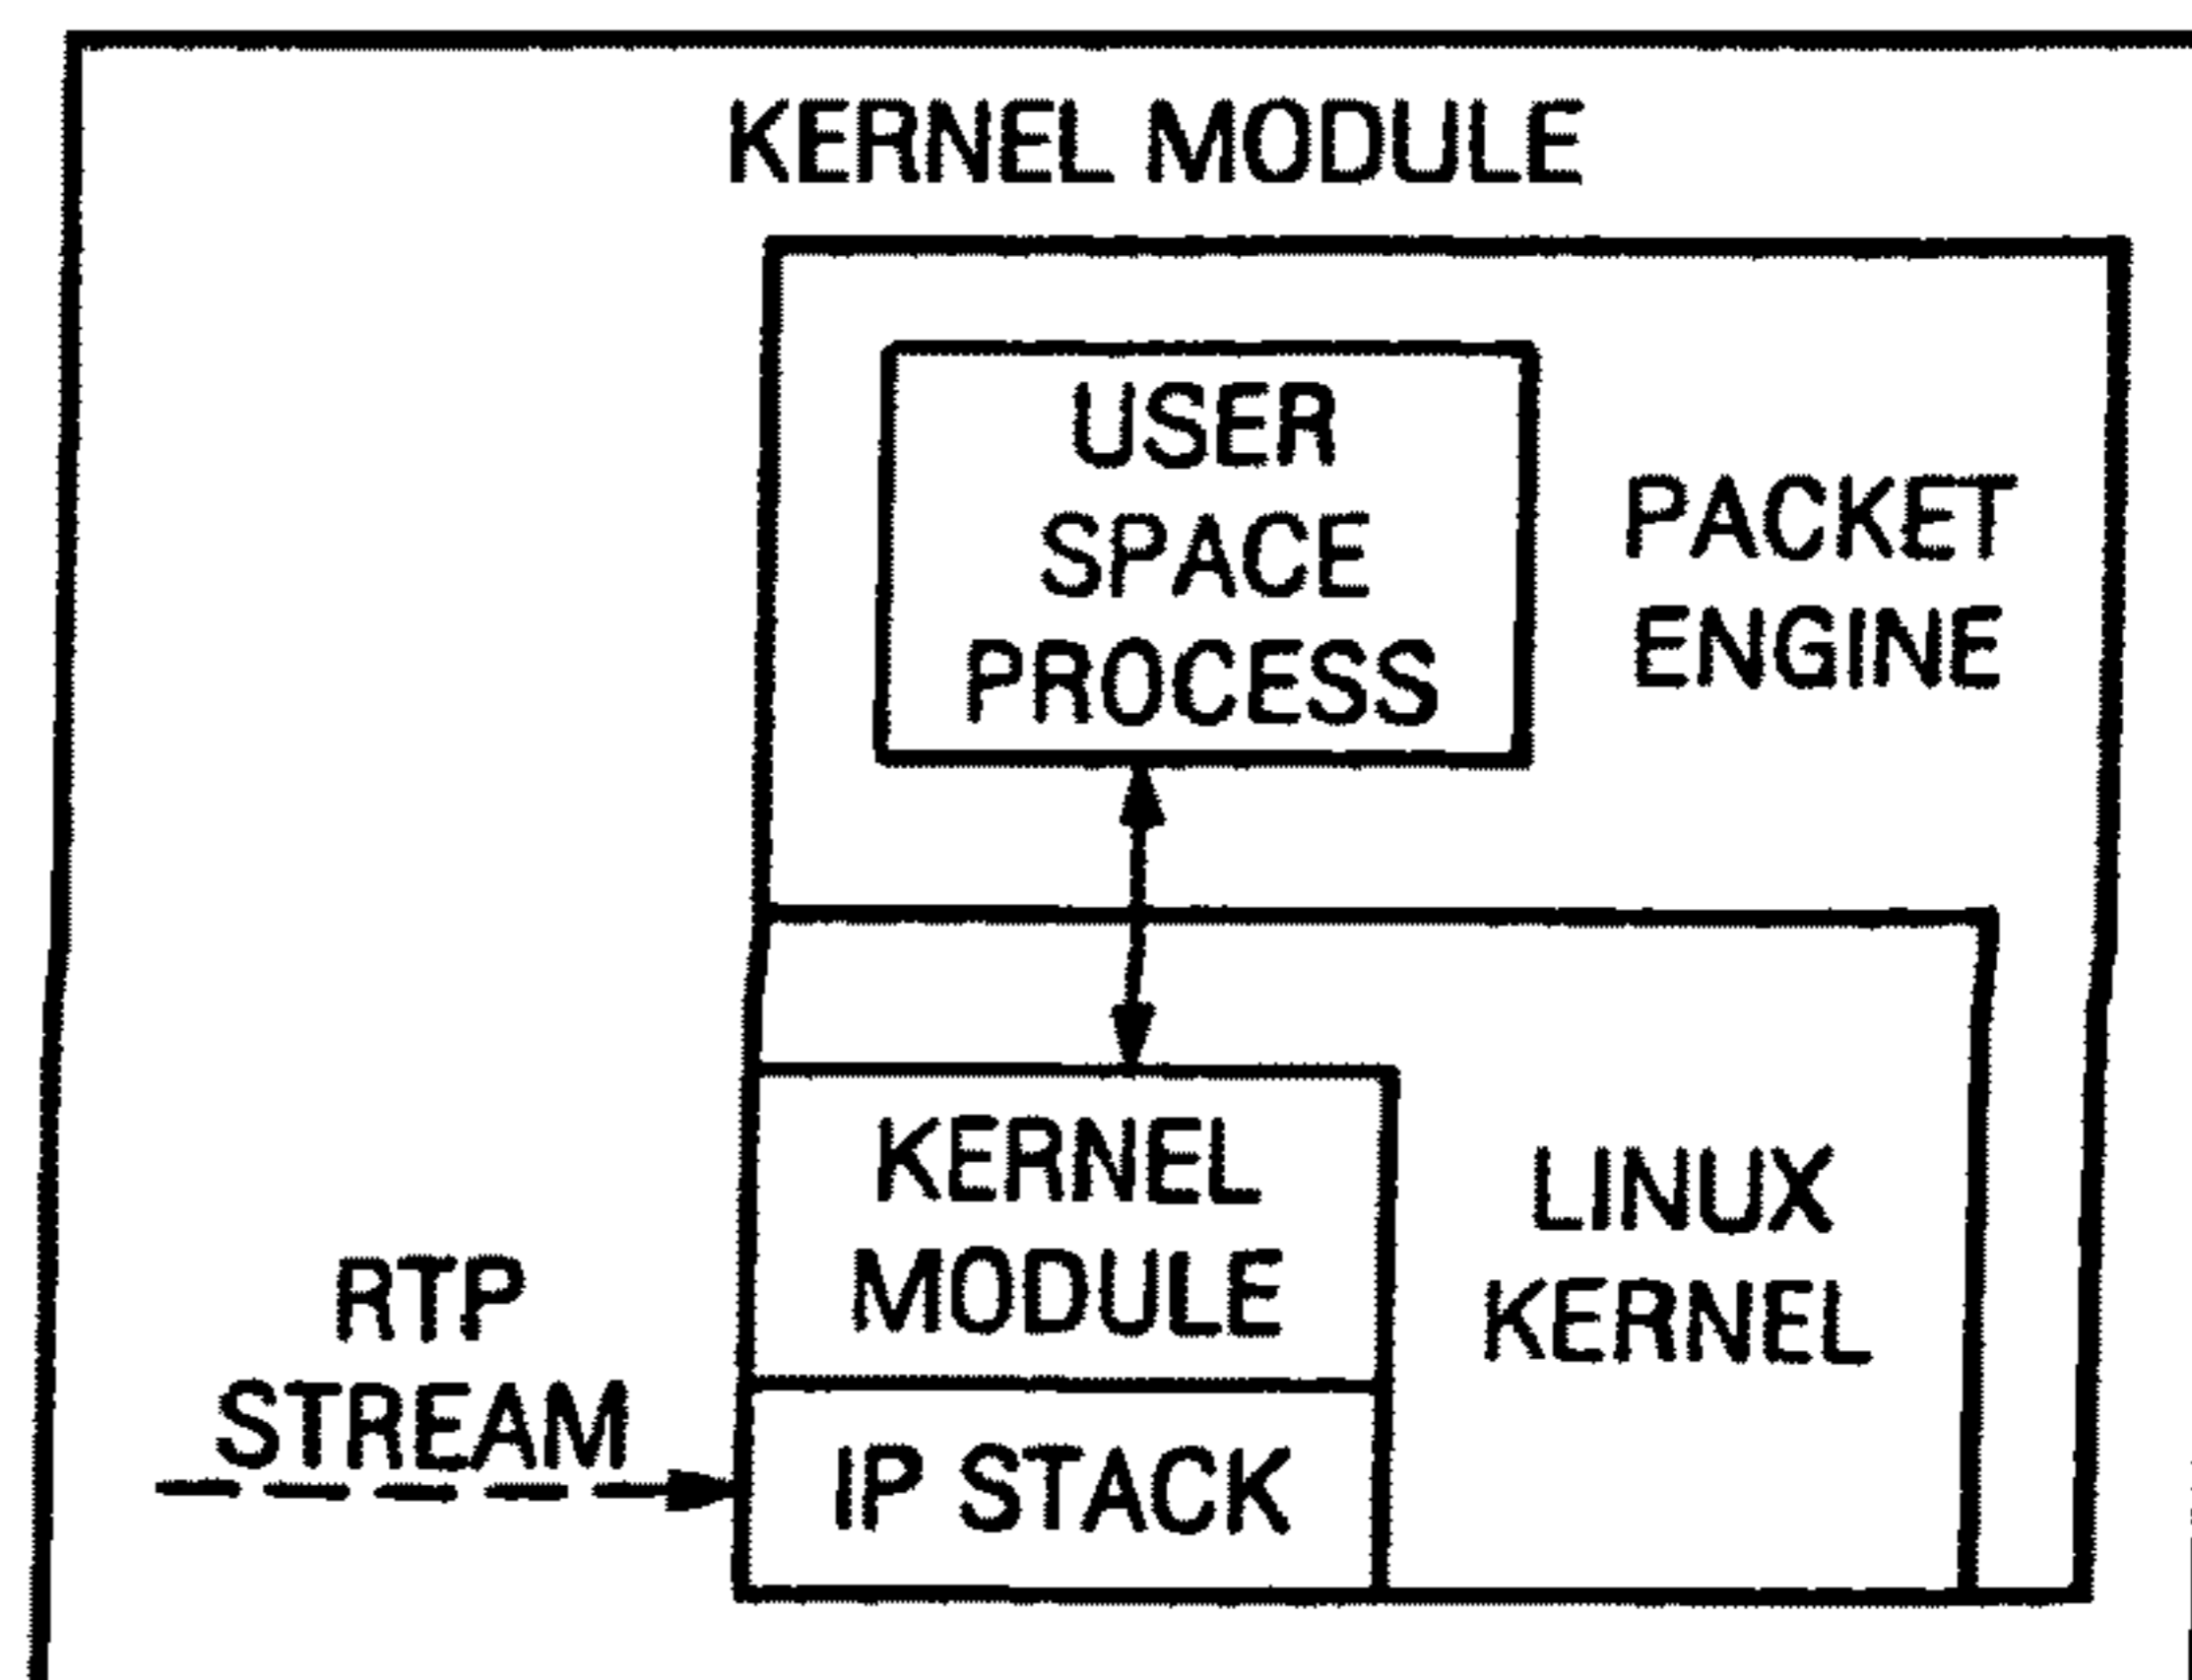 KERNEL MODULE
USER
SPACE
PROCESS
PACKET
ENGINE
KERNEL
MODULE
LINUX
KERNEL
RTP
STREAM
IP STACK